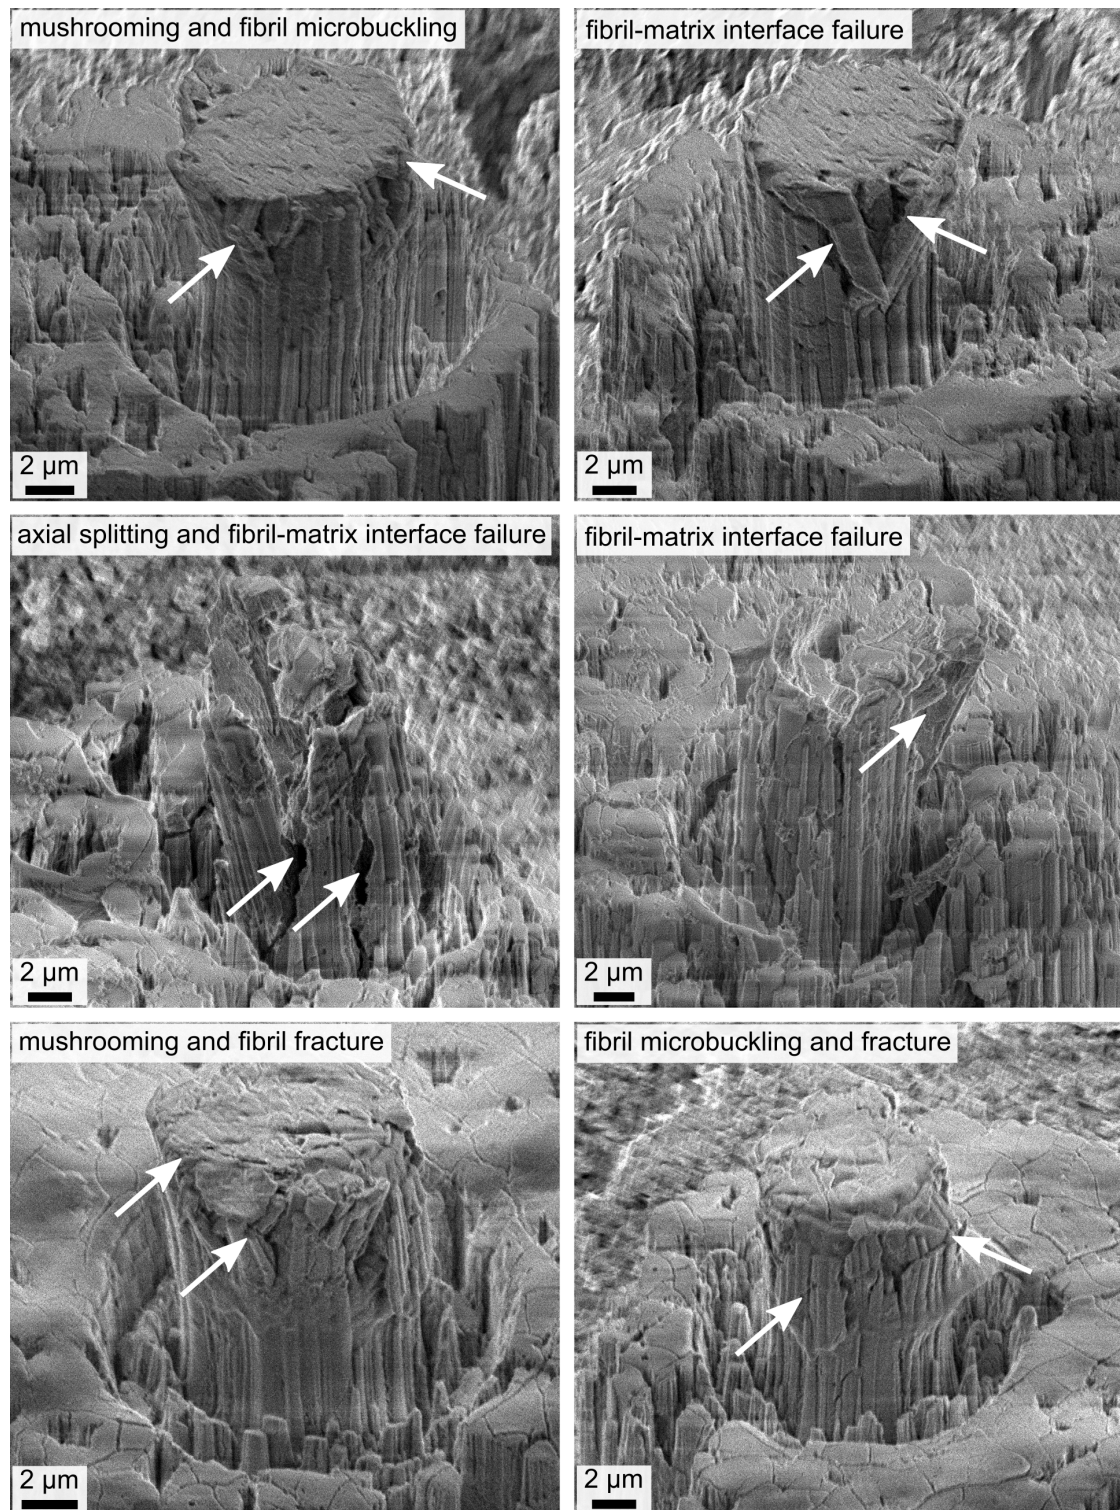 mushrooming and fibril microbuckling
fibril-matrix interface failure
2 µm
2 µm
axial splitting and fibril-matrix interface failure
fibril-matrix interface failure
2 µm
2 µm
mushrooming and fibril fracture
fibril microbuckling and fracture
2 µm
2 µm